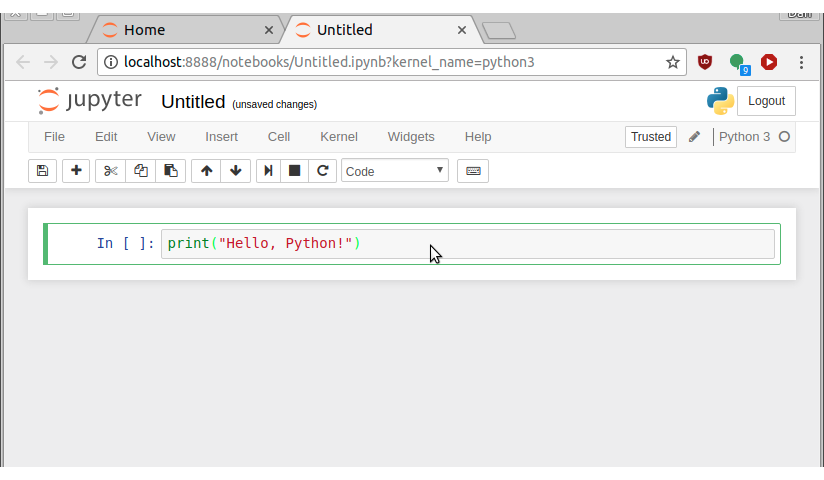 Home
Untitled
localhost:8888/notebooks/Untitled.ipynb?kernel_name=python3
9
jupyter Untitled (unsaved changes)
Logout
File Edit View Insert Cell Kernel Widgets Help
Trusted
Python 3
Code
In [ ]: print("Hello, Python!")